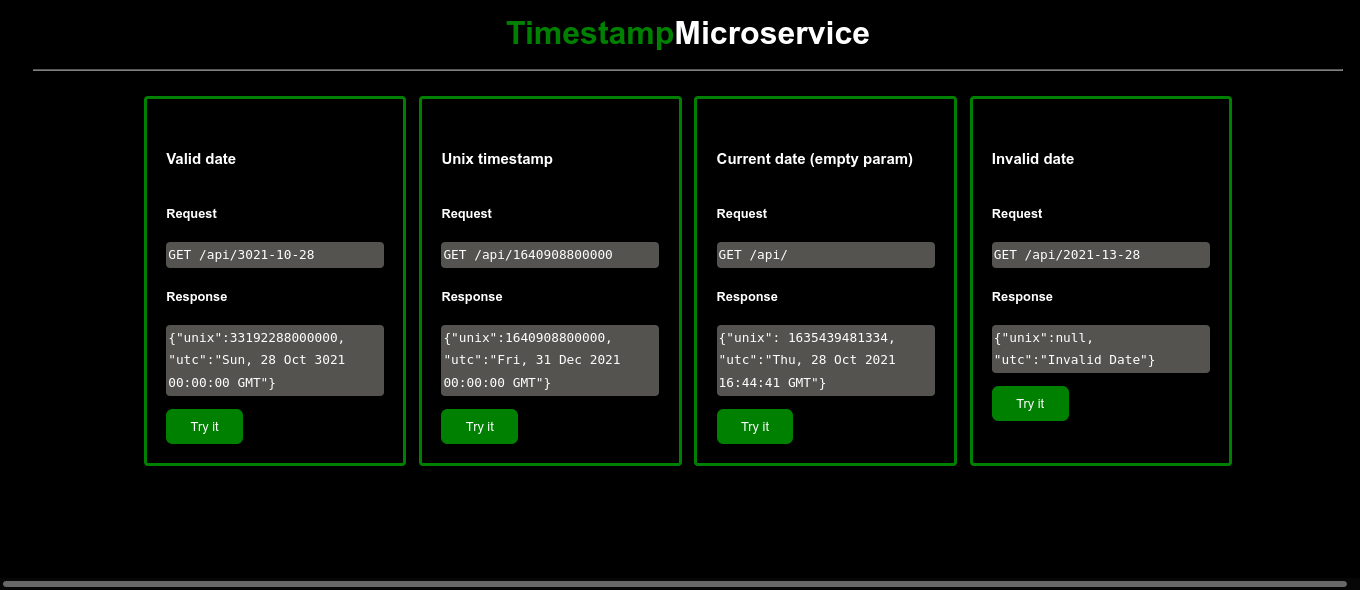 TimestampMicroservice
Valid date
Request
GET /api/3021-10-28
Response
{"unix":33192288000000,
"utc":"Sun, 28 Oct 3021
00:00:00 GMT"}
Try it
Unix timestamp
Request
GET /api/1640908800000
Response
{"unix":1640908800000,
"utc":"Fri, 31 Dec 2021
00:00:00 GMT"}
Try it
Current date (empty param)
Request
GET /api/
Response
{"unix": 1635439481334,
"utc":"Thu, 28 Oct 2021
16:44:41 GMT"}
Try it
Invalid date
Request
GET /api/2021-13-28
Response
{"unix":null,
"utc":"Invalid Date"}
Try it